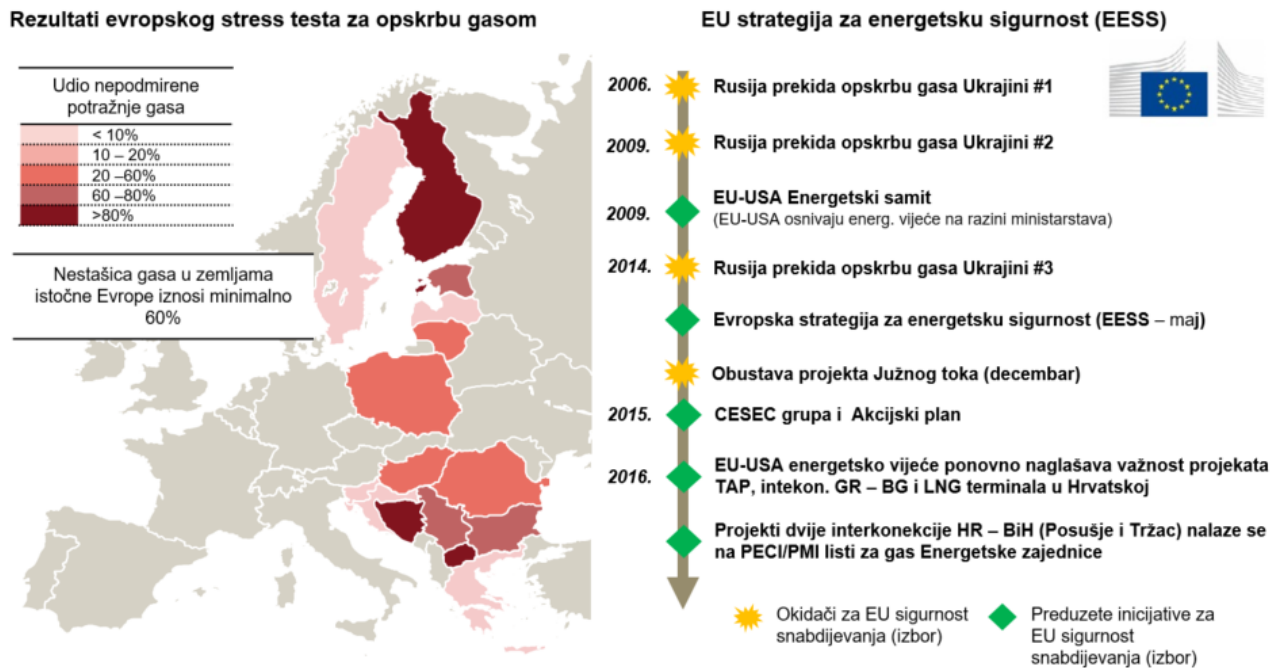 Rezultati evropskog stress testa za opskrbu gasom
Udio nepodmirene
potražnje gasa
< 10%
10 – 20%
20 –60%
60 –80%
>80%
Nestašica gasa u zemljama
istočne Evrope iznosi minimalno
60%
EU strategija za energetsku sigurnost (EESS)
2006. Rusija prekida opskrbu gasa Ukrajini #1
2009. Rusija prekida opskrbu gasa Ukrajini #2
2009. EU-USA Energetski samit
(EU-USA osnivaju energ. vijeće na razini ministarstava)
2014. Rusija prekida opskrbu gasa Ukrajini #3
Evropska strategija za energetsku sigurnost (EESS – maj)
Obustava projekta Južnog toka (decembar)
2015. CESEC grupa i Akcijski plan
2016. EU-USA energetsko vijeće ponovno naglašava važnost projekata
TAP, intekon. GR – BG i LNG terminala u Hrvatskoj
Projekti dvije interkonekcije HR – BiH (Posušje i Tržac) nalaze se
na PECI/PMI listi za gas Energetske zajednice
Okidači za EU sigurnost
snabdijevanja (izbor)
Preduzete inicijative za
EU sigurnost
snabdijevanja (izbor)